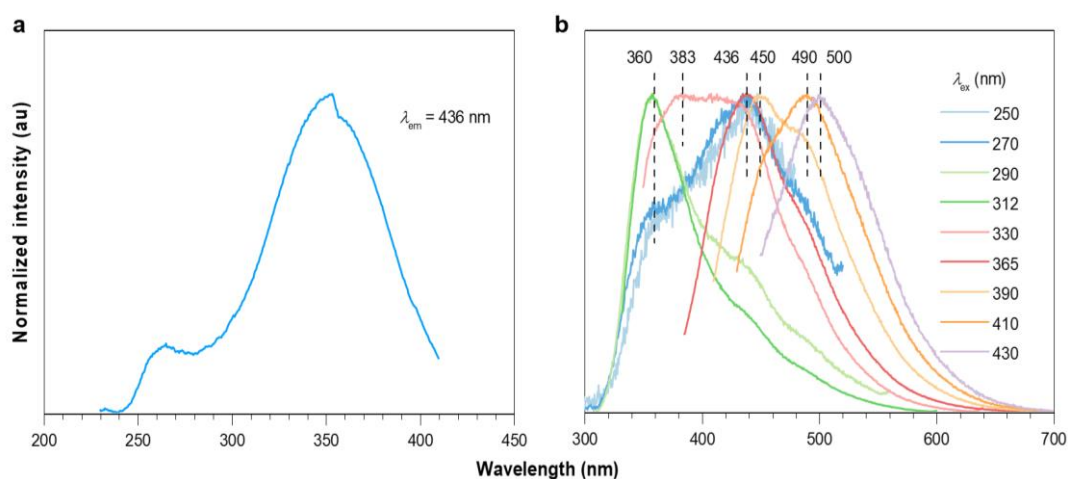 a
Normalized intensity (au)
λem = 436 nm
200 250 300 350 400 450
b
360 383 436 450 490 500
λex (nm)
250
270
290
312
330
365
390
410
430
300 400 500 600 700
Wavelength (nm)